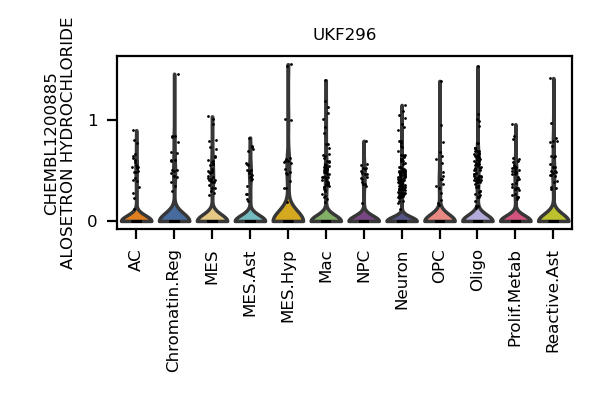 UKF296
CHEMBL1200885
ALOSETRON HYDROCHLORIDE
1
0
AC
Chromatin.Reg
MES
MES.Ast
MES.Hyp
Mac
NPC
Neuron
OPC
Oligo
Prolif.Metab
Reactive.Ast